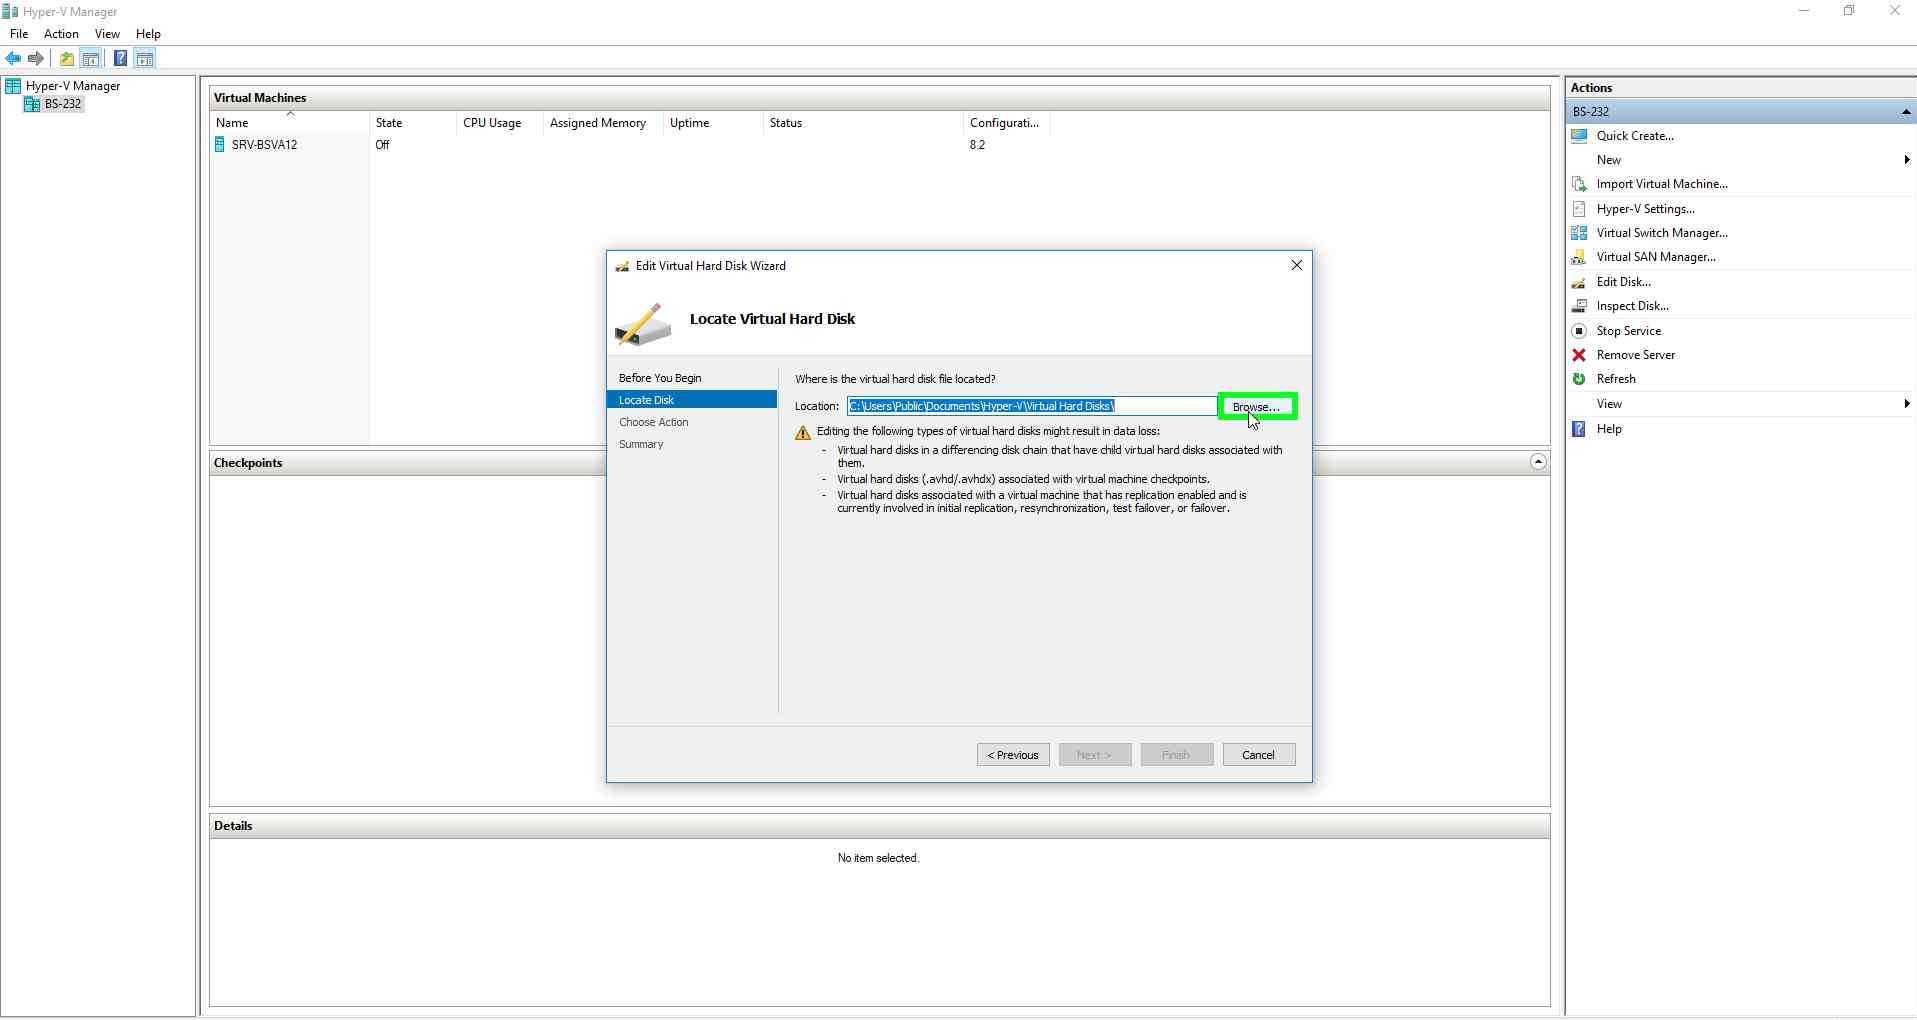 Hyper-V Manager
File Action View Help
Hyper-V Manager
BS-232
Virtual Machines
Name State CPU Usage Assigned Memory Uptime Status Configurati...
SRV-BSVA12 Off 8.2
Edit Virtual Hard Disk Wizard
Locate Virtual Hard Disk
Before You Begin
Locate Disk
Choose Action
Summary
Where is the virtual hard disk file located?
Location: C:\Users\Public\Documents\Hyper-V\Virtual Hard Disks\ Browse...
Editing the following types of virtual hard disks might result in data loss:
- Virtual hard disks in a differencing disk chain that have child virtual hard disks associated with
them.
- Virtual hard disks (.avhd/.avhdx) associated with virtual machine checkpoints.
- Virtual hard disks associated with a virtual machine that has replication enabled and is
currently involved in initial replication, resynchronization, test failover, or failover.
< Previous Next > Finish Cancel
Checkpoints
Details
No item selected.
Actions
BS-232
Quick Create...
New
Import Virtual Machine...
Hyper-V Settings...
Virtual Switch Manager...
Virtual SAN Manager...
Edit Disk...
Inspect Disk...
Stop Service
Remove Server
Refresh
View
Help